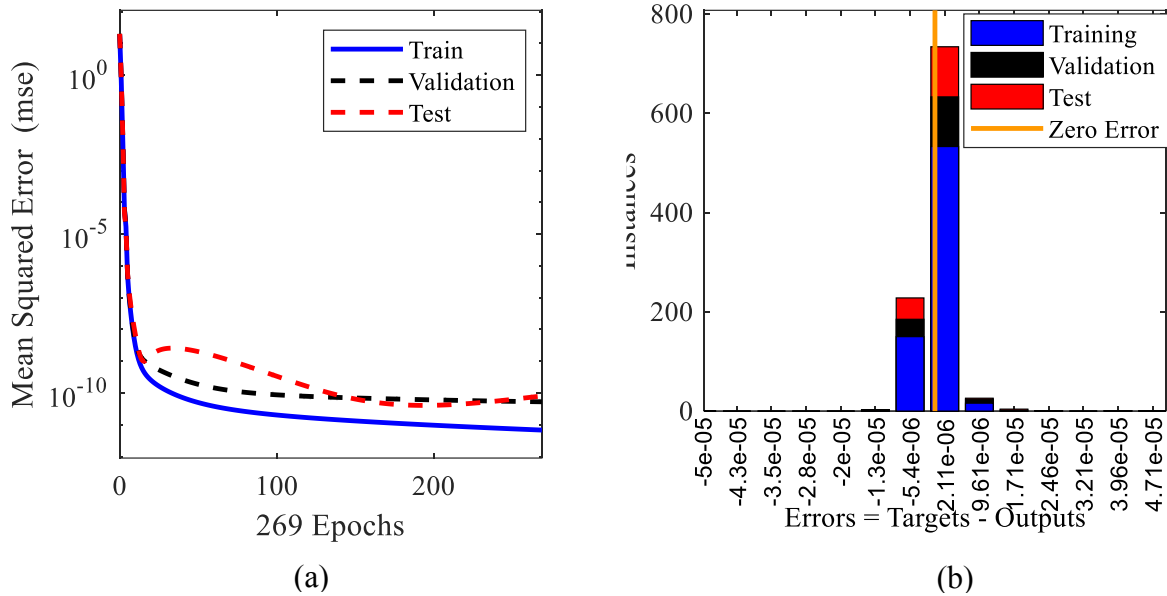 Mean Squared Error (mse)
10^0
10^-5
10^-10
0
100
200
269 Epochs
Train
Validation
Test
(a)
Instances
800
600
400
200
0
Training
Validation
Test
Zero Error
-5e-05
-4.3e-05
-3.5e-05
-2.8e-05
-2e-05
-1.3e-05
-5.4e-06
2.11e-06
9.61e-06
1.71e-05
2.46e-05
3.21e-05
3.96e-05
4.71e-05
Errors = Targets - Outputs
(b)